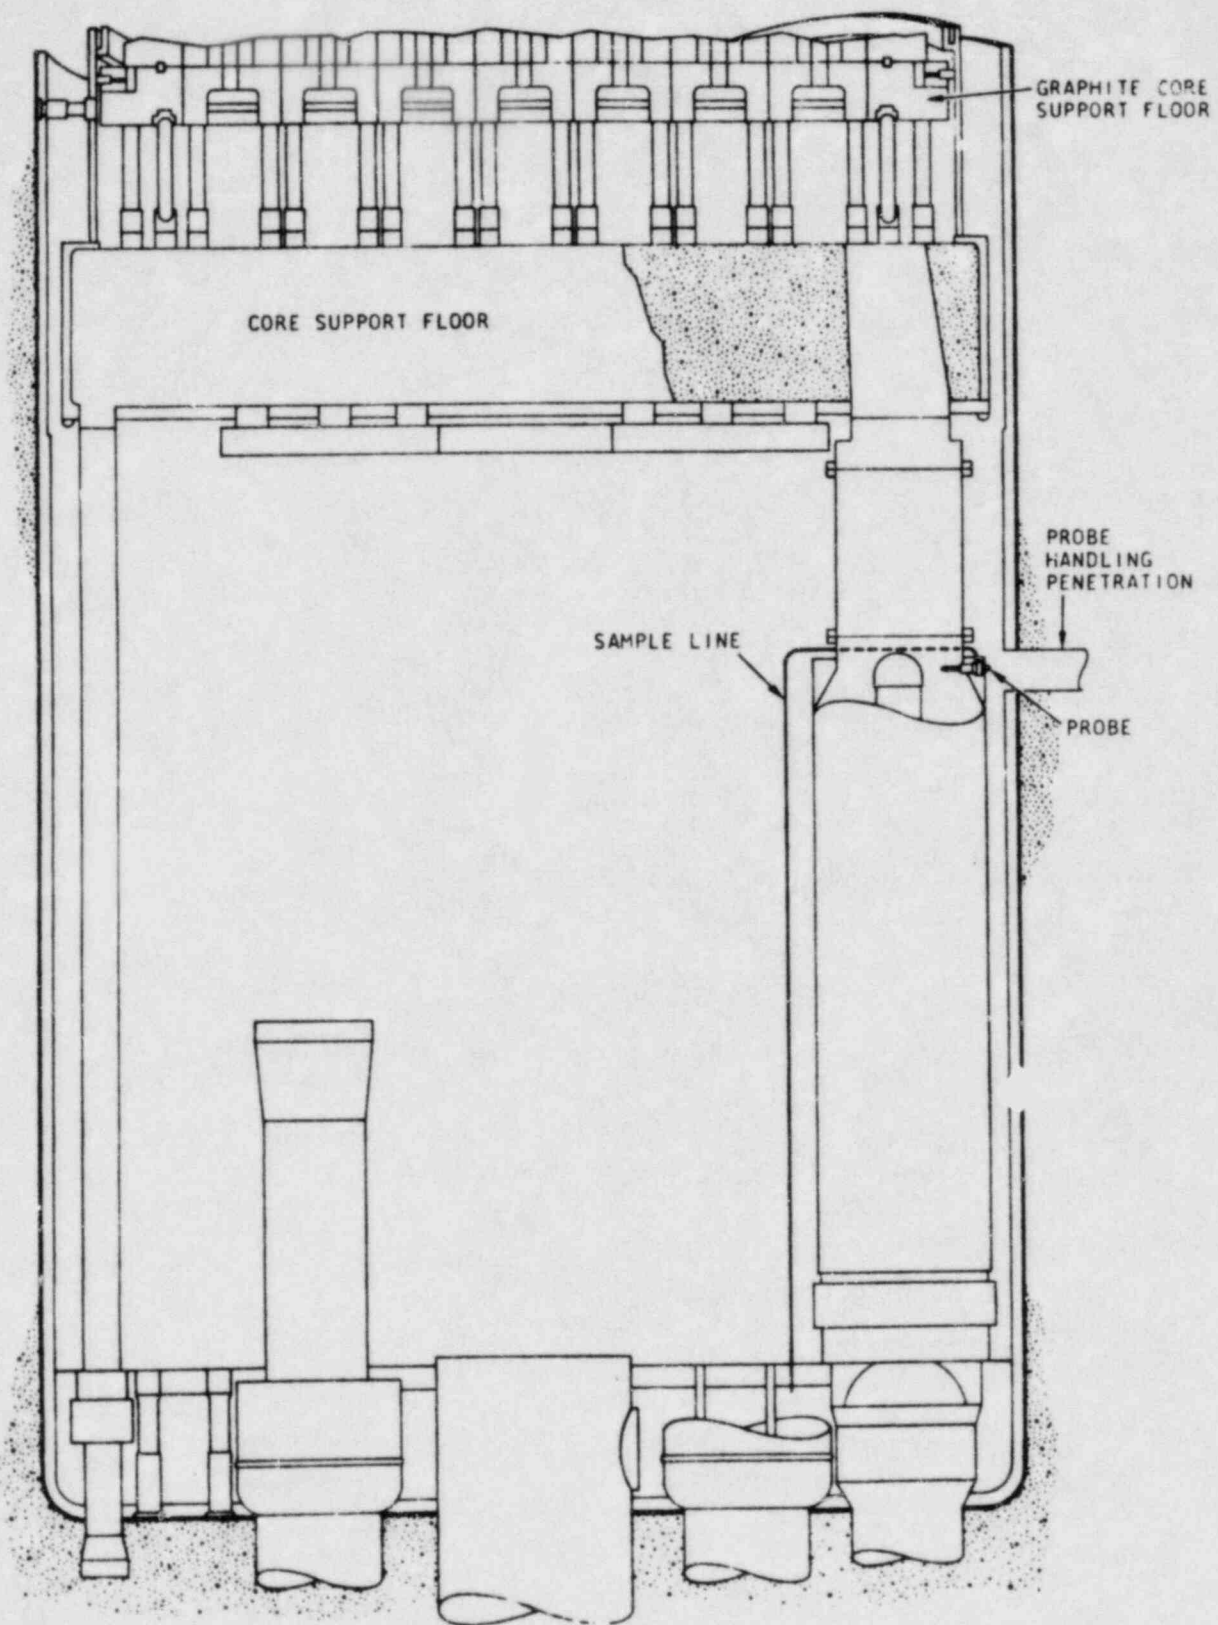 GRAPHITE CORE
SUPPORT FLOOR
CORE SUPPORT FLOOR
PROBE
HANDLING
PENETRATION
SAMPLE LINE
PROBE